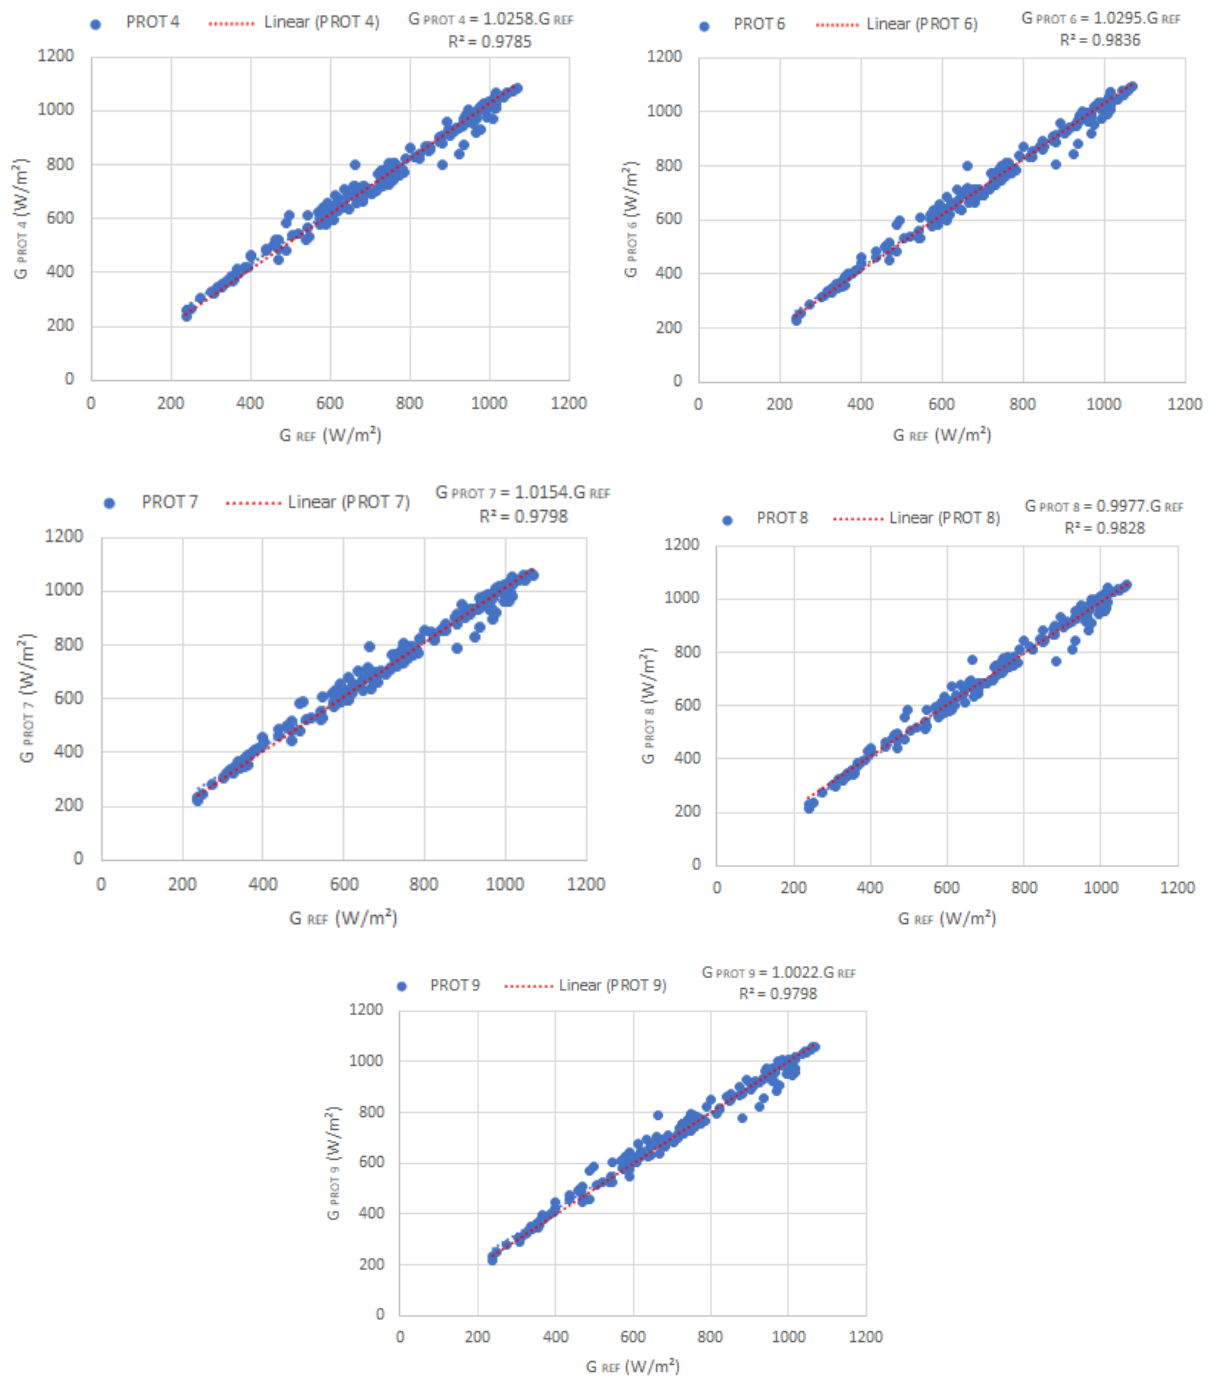 PROT 4
Linear (PROT 4)
G PROT 4 = 1.0258.G REF
R² = 0.9785
1200
1000
800
600
400
200
0
G PROT 4 (W/m²)
0 200 400 600 800 1000 1200
G REF (W/m²)
PROT 6
Linear (PROT 6)
G PROT 6 = 1.0295.G REF
R² = 0.9836
1200
1000
800
600
400
200
0
G PROT 6 (W/m²)
0 200 400 600 800 1000 1200
G REF (W/m²)
PROT 7
Linear (PROT 7)
G PROT 7 = 1.0154.G REF
R² = 0.9798
1200
1000
800
600
400
200
0
G PROT 7 (W/m²)
0 200 400 600 800 1000 1200
G REF (W/m²)
PROT 8
Linear (PROT 8)
G PROT 8 = 0.9977.G REF
R² = 0.9828
1200
1000
800
600
400
200
0
G PROT 8 (W/m²)
0 200 400 600 800 1000 1200
G REF (W/m²)
PROT 9
Linear (PROT 9)
G PROT 9 = 1.0022.G REF
R² = 0.9798
1200
1000
800
600
400
200
0
G PROT 9 (W/m²)
0 200 400 600 800 1000 1200
G REF (W/m²)